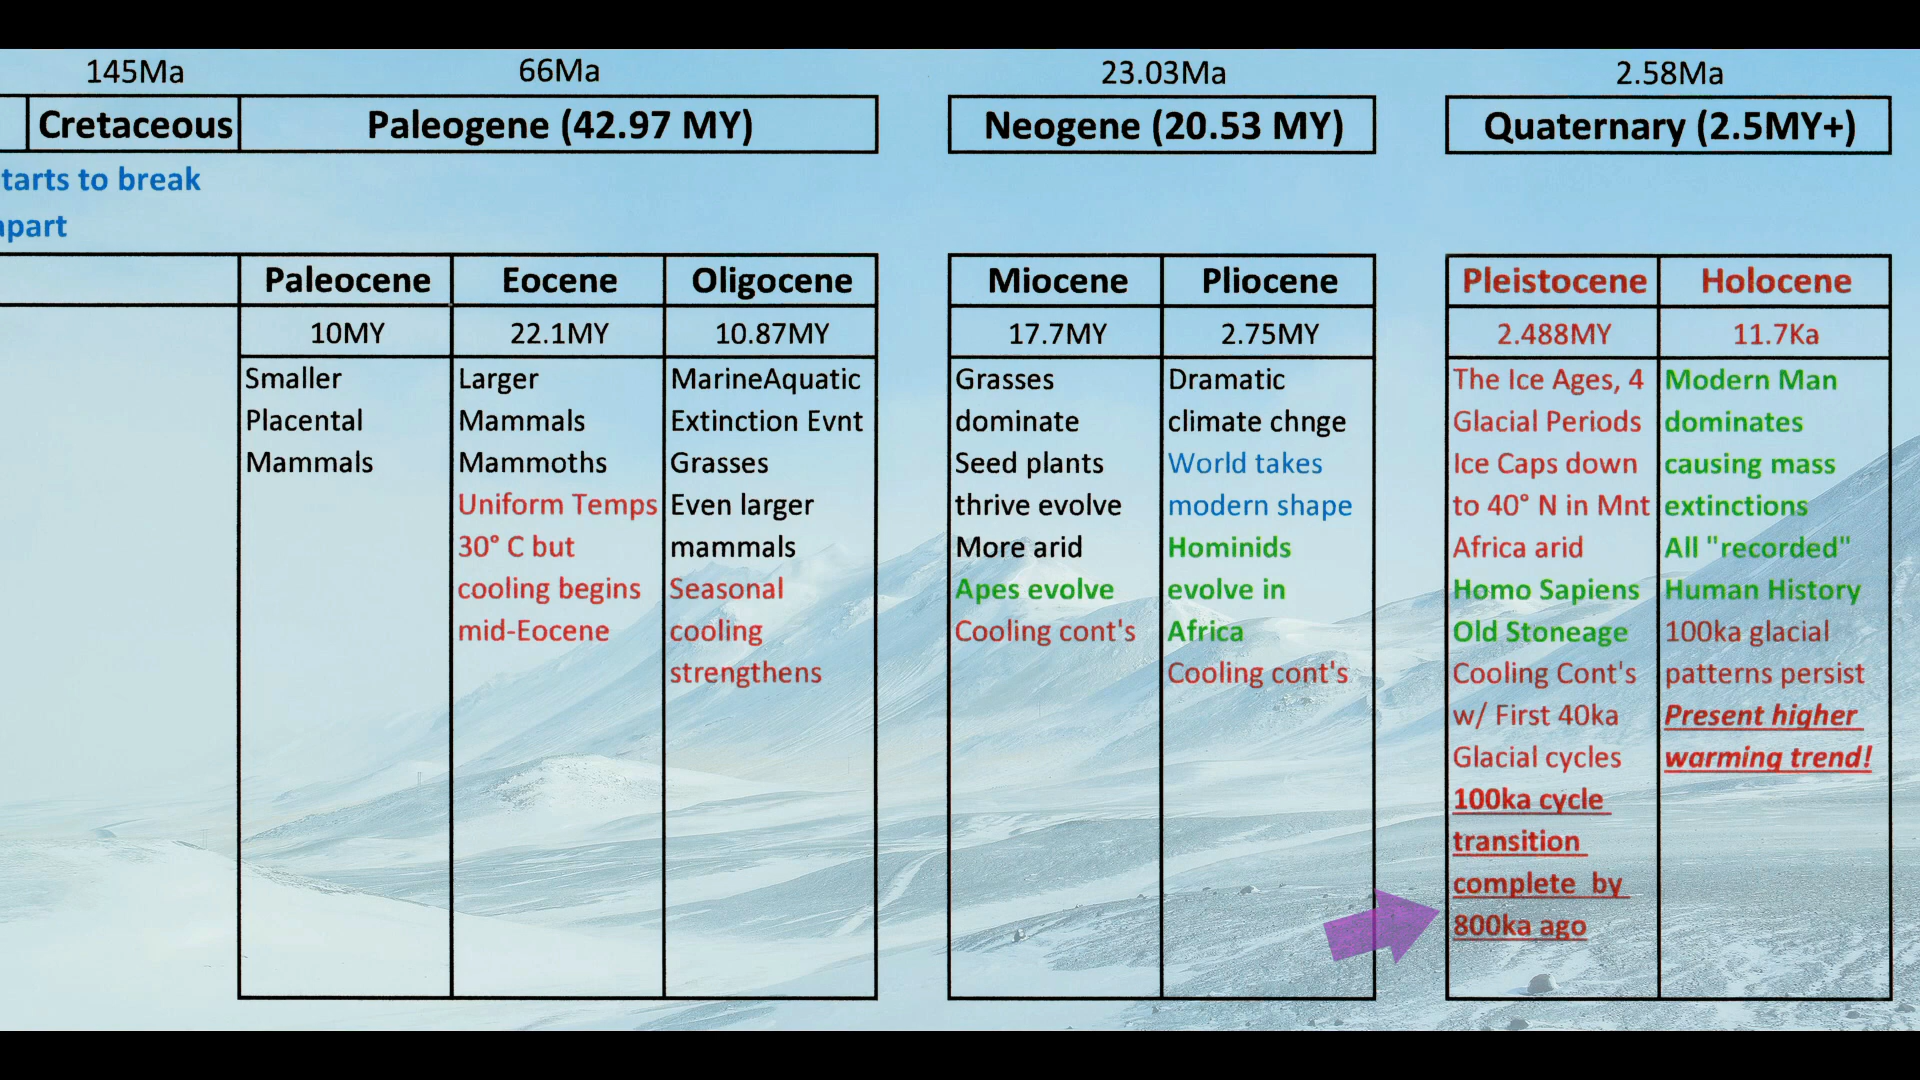 145Ma
66Ma
23.03Ma
2.58Ma
Cretaceous
Paleogene (42.97 MY)
Neogene (20.53 MY)
Quaternary (2.5MY+)
tarts to break
apart
Paleocene
Eocene
Oligocene
Miocene
Pliocene
Pleistocene
Holocene
10MY
22.1MY
10.87MY
17.7MY
2.75MY
2.488MY
11.7Ka
Smaller
Placental
Mammals
Larger
Mammals
Mammoths
Uniform Temps
30° C but
cooling begins
mid-Eocene
MarineAquatic
Extinction Evnt
Grasses
Even larger
mammals
Seasonal
cooling
strengthens
Grasses
dominate
Seed plants
thrive evolve
More arid
Apes evolve
Cooling cont's
Dramatic
climate chnge
World takes
modern shape
Hominids
evolve in
Africa
Cooling cont's
The Ice Ages, 4
Glacial Periods
Ice Caps down
to 40° N in Mnt
Africa arid
Homo Sapiens
Old Stoneage
Cooling Cont's
w/ First 40ka
Glacial cycles
100ka cycle
transition
complete by
800ka ago
Modern Man
dominates
causing mass
extinctions
All "recorded"
Human History
100ka glacial
patterns persist
Present higher
warming trend!